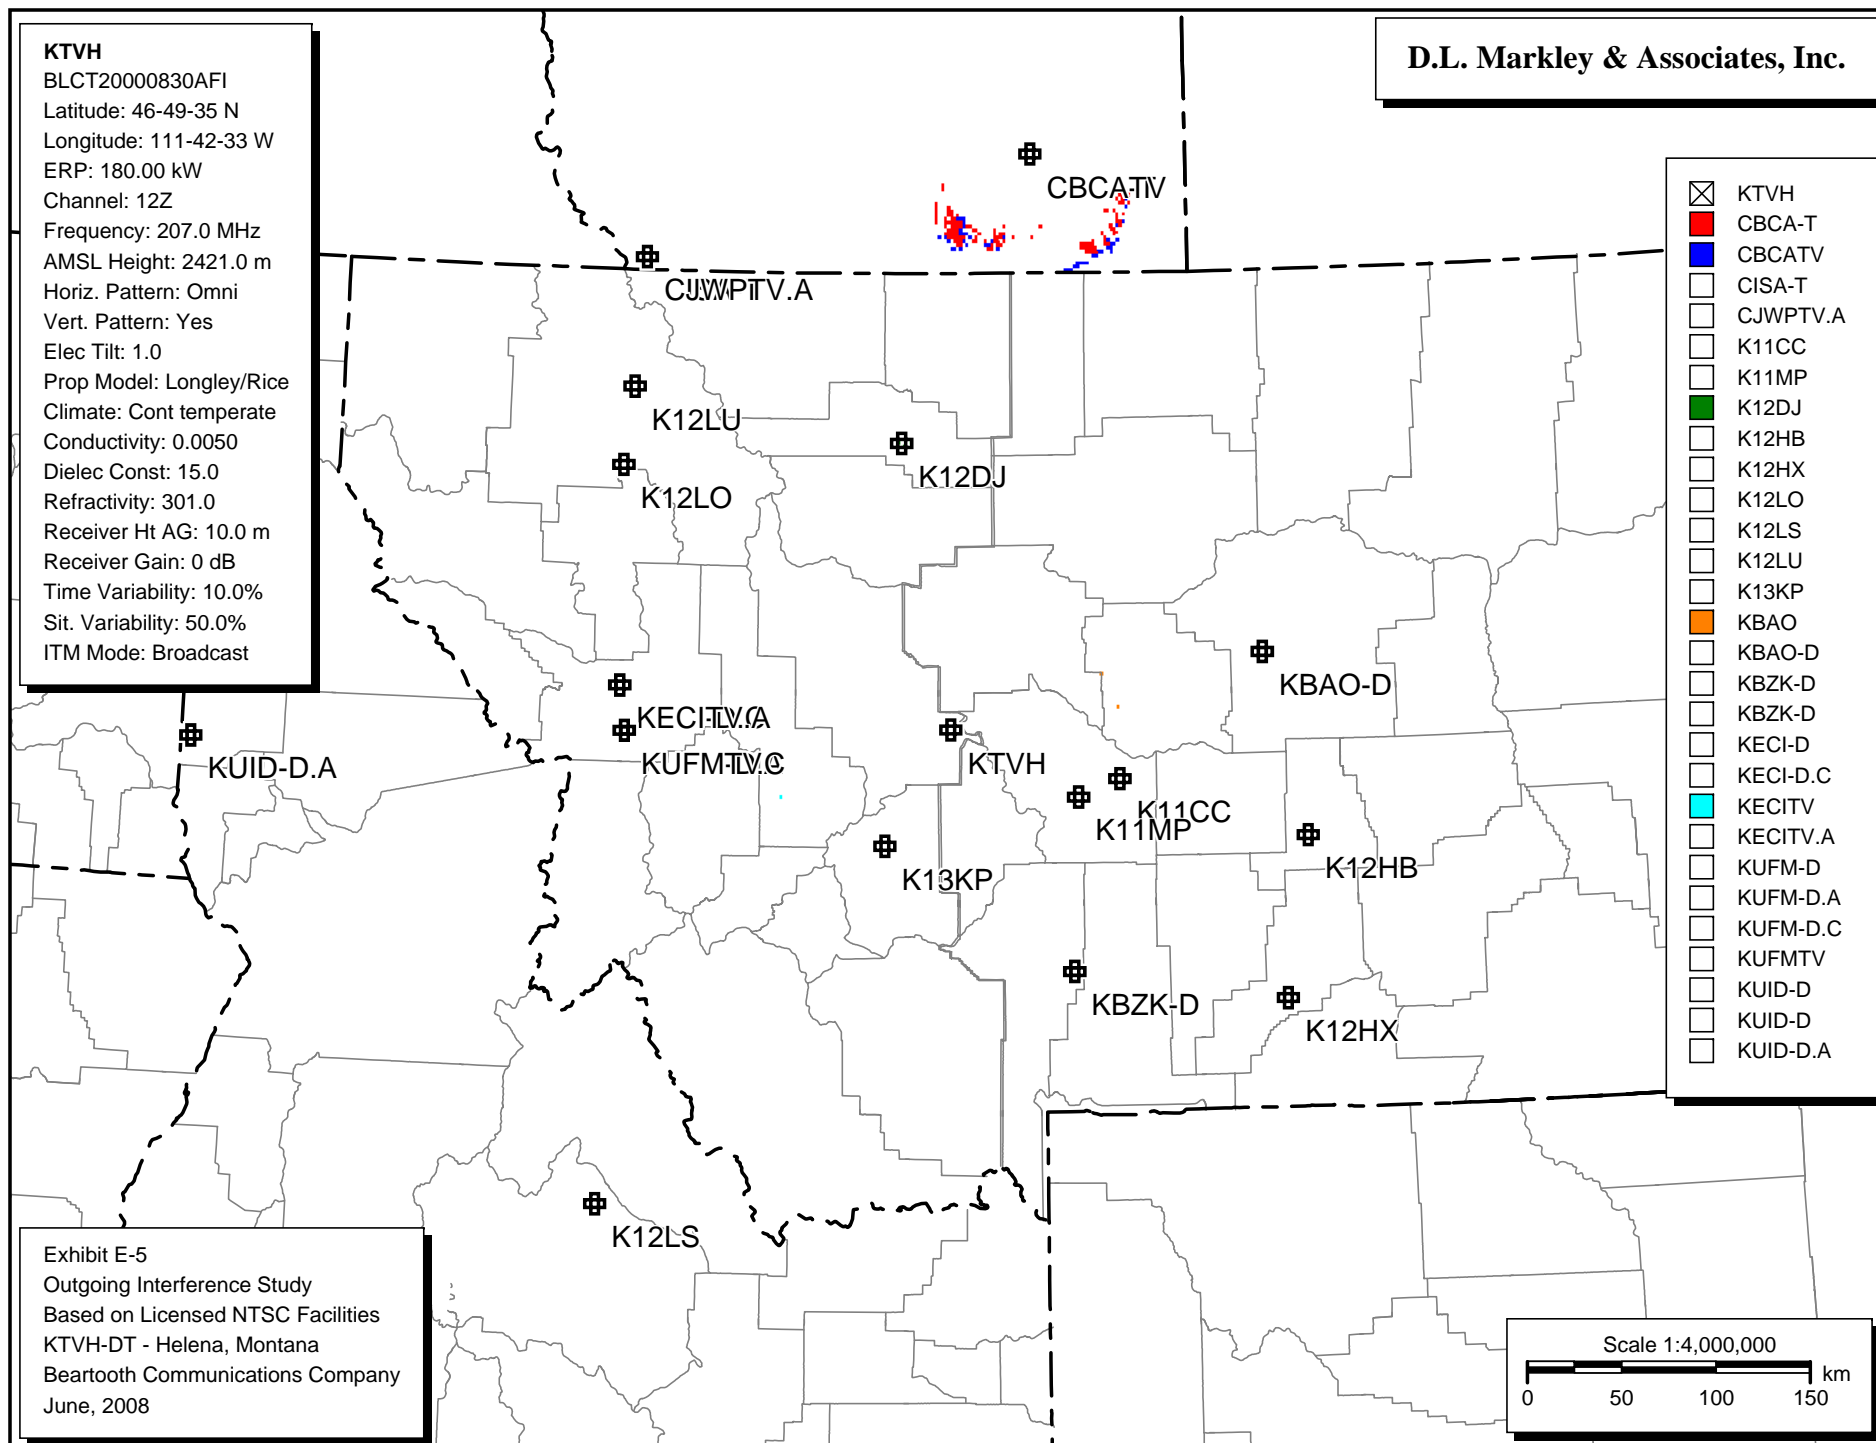 KTVH
BLCT20000830AFI
Latitude: 46-49-35 N
Longitude: 111-42-33 W
ERP: 180.00 kW
Channel: 12Z
Frequency: 207.0 MHz
AMSL Height: 2421.0 m
Horiz. Pattern: Omni
Vert. Pattern: Yes
Elec Tilt: 1.0
Prop Model: Longley/Rice
Climate: Cont temperate
Conductivity: 0.0050
Dielec Const: 15.0
Refractivity: 301.0
Receiver Ht AG: 10.0 m
Receiver Gain: 0 dB
Time Variability: 10.0%
Sit. Variability: 50.0%
ITM Mode: Broadcast
D.L. Markley & Associates, Inc.
KTVH
CBCA-T
CBCATV
CISA-T
CJWPTV.A
K11CC
K11MP
K12DJ
K12HB
K12HX
K12LO
K12LS
K12LU
K13KP
KBAO
KBAO-D
KBZK-D
KBZK-D
KECI-D
KECI-D.C
KECITV
KECITV.A
KUFM-D
KUFM-D.A
KUFM-D.C
KUFMTV
KUID-D
KUID-D
KUID-D.A
K12LU
K12DJ
K12LO
KBAO-D
KUID-D.A
KTVH
K11CC
K11MP
K12HB
K13KP
KBZK-D
K12HX
K12LS
Exhibit E-5
Outgoing Interference Study
Based on Licensed NTSC Facilities
KTVH-DT - Helena, Montana
Beartooth Communications Company
June, 2008
Scale 1:4,000,000
km
0 50 100 150